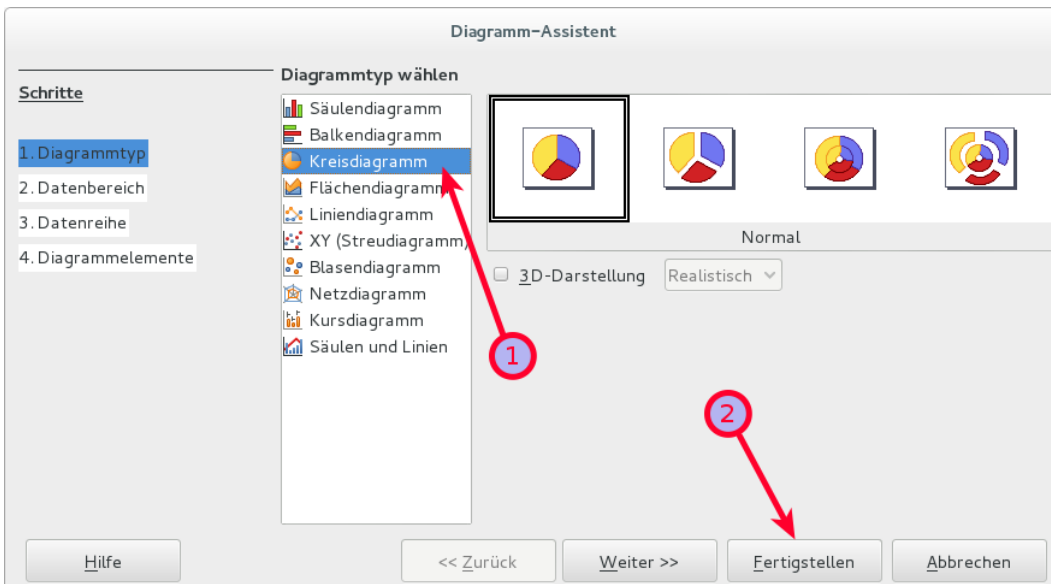 Diagramm-Assistent
Schritte
1. Diagrammtyp
2. Datenbereich
3. Datenreihe
4. Diagrammelemente
Diagrammtyp wählen
Säulendiagramm
Balkendiagramm
Kreisdiagramm
Flächendiagramm
Liniendiagramm
XY (Streudiagramm)
Blasendiagramm
Netzdiagramm
Kursdiagramm
Säulen und Linien
Normal
3D-Darstellung Realistisch
1
2
Hilfe << Zurück Weiter >> Fertigstellen Abbrechen